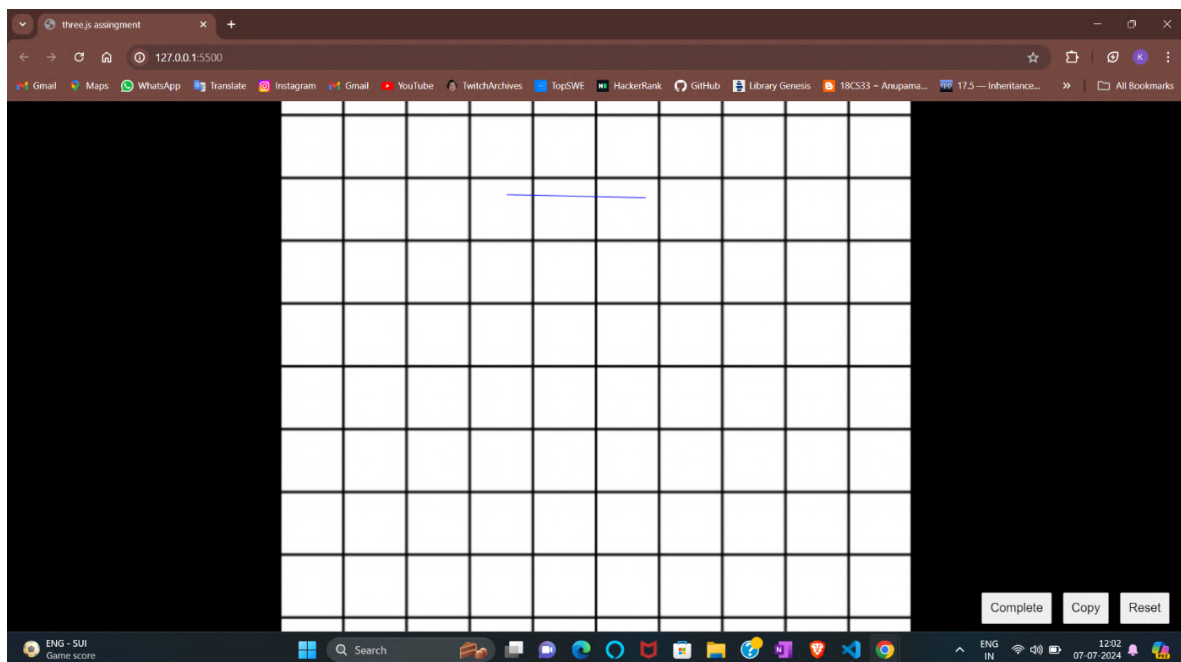 three.js assingment
127.0.0.1:5500
K
Gmail Maps WhatsApp Translate Instagram Gmail YouTube TwitchArchives TopSWE HackerRank GitHub Library Genesis 18CS33 ~ Anupama... 17.5 — Inheritance... » All Bookmarks
Complete Copy Reset
ENG - SUI
Game score
Search
ENG
IN
12:02
07-07-2024